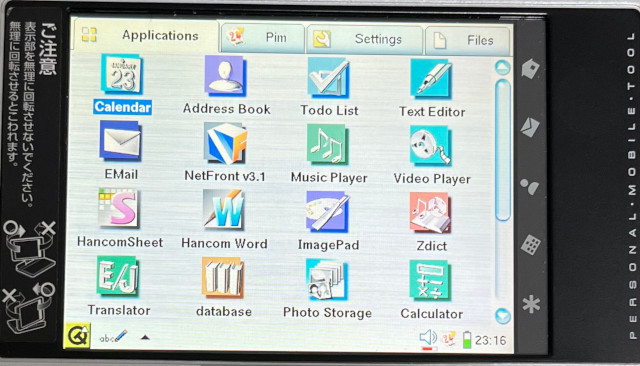 ご注意
表示部を無理に回転させないでください。
無理に回転させるとこわれます。
Applications
Pim
Settings
Files
23
Calendar
Address Book
Todo List
Text Editor
EMail
NetFront v3.1
Music Player
Video Player
HancomSheet
Hancom Word
ImagePad
Zdict
E/J
Translator
database
Photo Storage
Calculator
abc
23:16
PERSONAL・MOBILE・TOOL